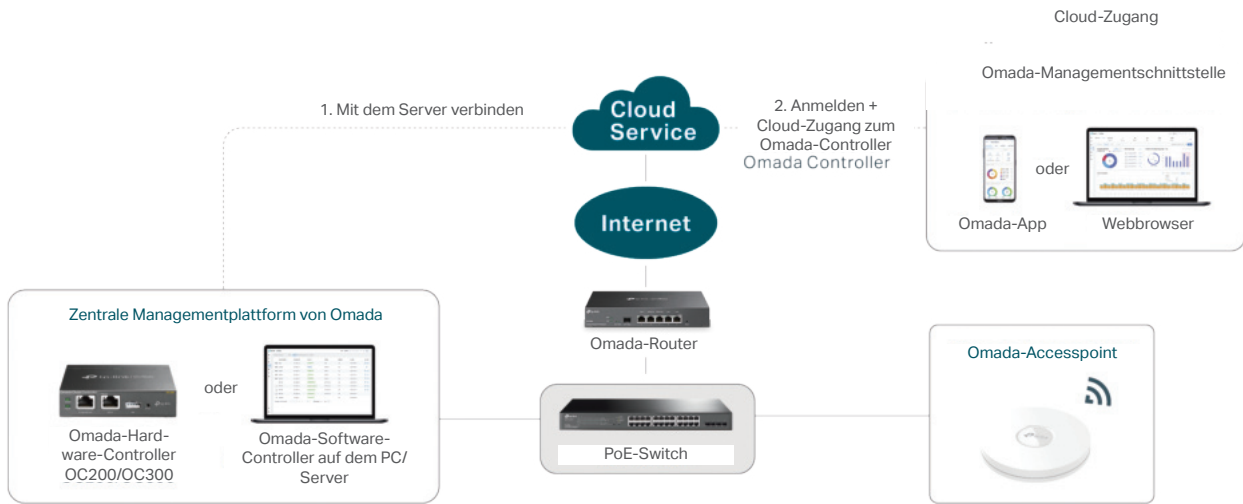 Cloud-Zugang
Omada-Managementschnittstelle
1. Mit dem Server verbinden
Cloud
Service
2. Anmelden +
Cloud-Zugang zum
Omada-Controller
Omada Controller
oder
Omada-App
Webbrowser
Internet
Zentrale Managementplattform von Omada
Omada-Router
Omada-Accesspoint
oder
Omada-Hard-
ware-Controller
OC200/OC300
Omada-Software-
Controller auf dem PC/
Server
PoE-Switch